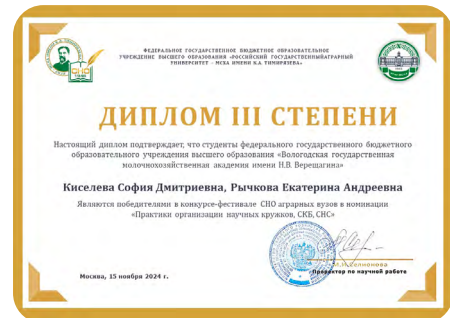 ФЕДЕРАЛЬНОЕ ГОСУДАРСТВЕННОЕ БЮДЖЕТНОЕ ОБРАЗОВАТЕЛЬНОЕ
УЧРЕЖДЕНИЕ ВЫСШЕГО ОБРАЗОВАНИЯ «РОССИЙСКИЙ ГОСУДАРСТВЕННЫЙАГРАРНЫЙ
УНИВЕРСИТЕТ - МСХА ИМЕНИ К.А. ТИМИРЯЗЕВА»
СНО
ДИПЛОМ III СТЕПЕНИ
Настоящий диплом подтверждает, что студенты федерального государственного бюджетного
образовательного учреждения высшего образования «Вологодская государственная
молочнохозяйственная академия имени Н.В. Верещагина»
Киселева София Дмитриевна, Рычкова Екатерина Андреевна
Являются победителями в конкурсе-фестивале СНО аграрных вузов в номинации
«Практики организации научных кружков, СКБ, СНС»
Селионова
Проректор по научной работе
Москва, 15 ноября 2024 г.